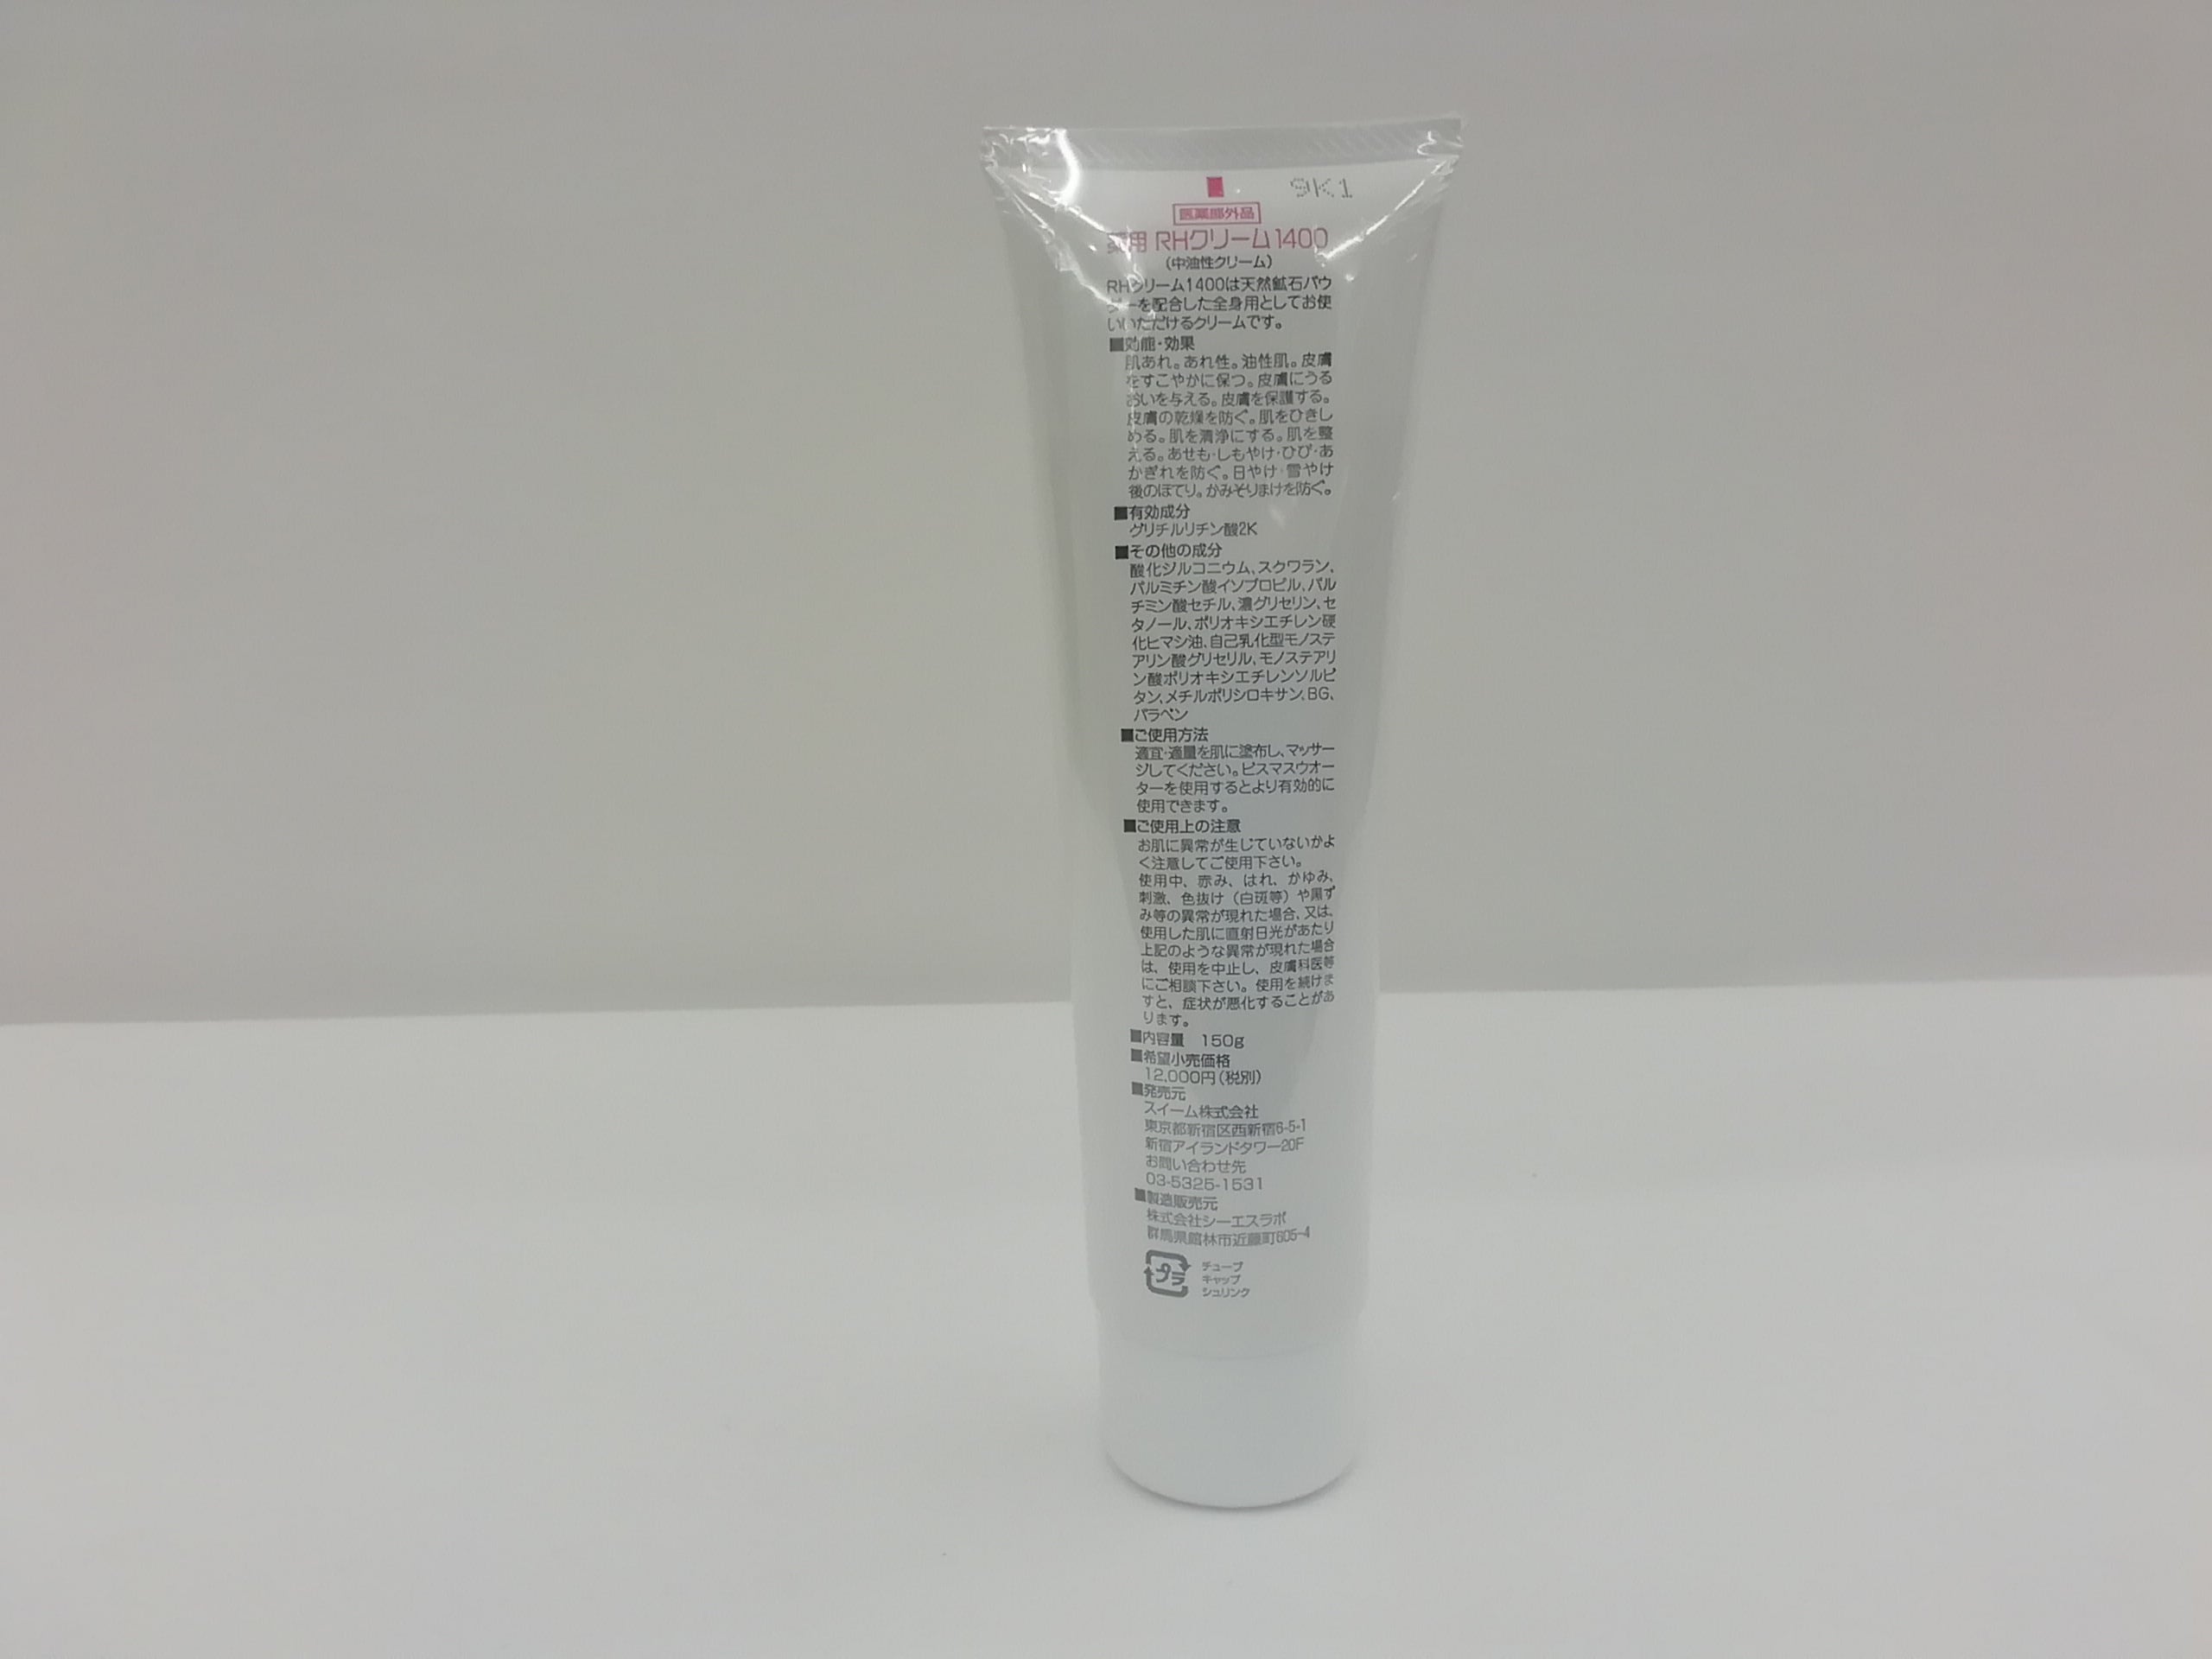 9K1
医薬部外品
薬用 RHクリーム1400
(中油性クリーム)
RHクリーム1400は天然鉱石パウ
ダーを配合した全身用としてお使
いいただけるクリームです。
■効能・効果
肌あれ。あれ性。油性肌。皮膚
をすこやかに保つ。皮膚にうる
おいを与える。皮膚を保護する。
皮膚の乾燥を防ぐ。肌をひきし
める。肌を清浄にする。肌を整
える。あせも・しもやけ・ひび・あ
かぎれを防ぐ。日やけ・雪やけ
後のほてり。かみそりまけを防ぐ。
■有効成分
グリチルリチン酸2K
■その他の成分
酸化ジルコニウム、スクワラン、
パルミチン酸イソプロピル、パル
チミン酸セチル、濃グリセリン、セ
タノール、ポリオキシエチレン硬
化ヒマシ油、自己乳化型モノステ
アリン酸グリセリル、モノステアリ
ン酸ポリオキシエチレンソルビ
タン、メチルポリシロキサン、BG、
パラベン
■ご使用方法
適宜・適量を肌に塗布し、マッサー
ジしてください。ビスマスウオー
ターを使用するとより有効的に
使用できます。
■ご使用上の注意
お肌に異常が生じていないかよ
く注意してご使用下さい。
使用中、赤み、はれ、かゆみ、
刺激、色抜け（白斑等）や黒ず
み等の異常が現れた場合、又は、
使用した肌に直射日光があたり
上記のような異常が現れた場合
は、使用を中止し、皮膚科医等
にご相談下さい。使用を続けま
すと、症状が悪化することがあ
ります。
■内容量 150g
■希望小売価格
12,000円(税別)
■発売元
スイーム株式会社
東京都新宿区西新宿6-5-1
新宿アイランドタワー20F
お問い合わせ先
03-5325-1531
■製造販売元
株式会社シーエスラボ
群馬県館林市近藤町605-4
プラ
チューブ
キャップ
シュリンク